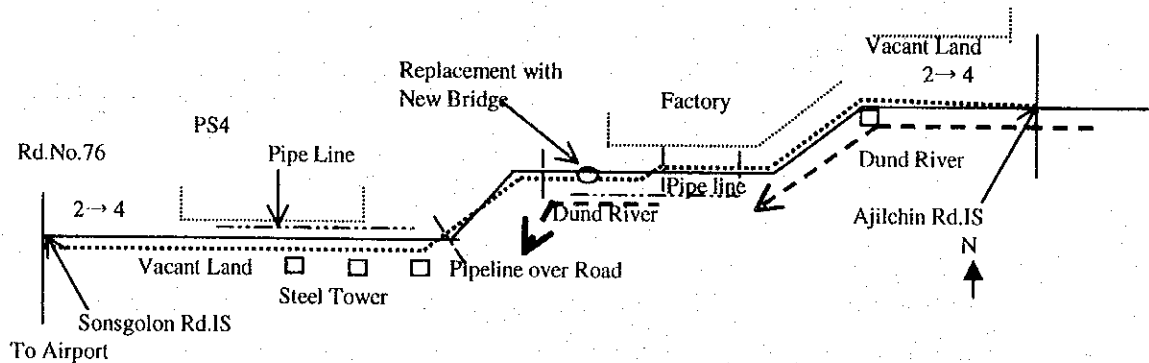 Vacant Land
2→ 4
Replacement with
New Bridge
Factory
PS4
Rd.No.76
Pipe Line
Pipe line
Dund River
2→ 4
Dund River
Ajilchin Rd.IS
N
Vacant Land
Pipeline over Road
Steel Tower
Sonsgolon Rd.IS
To Airport